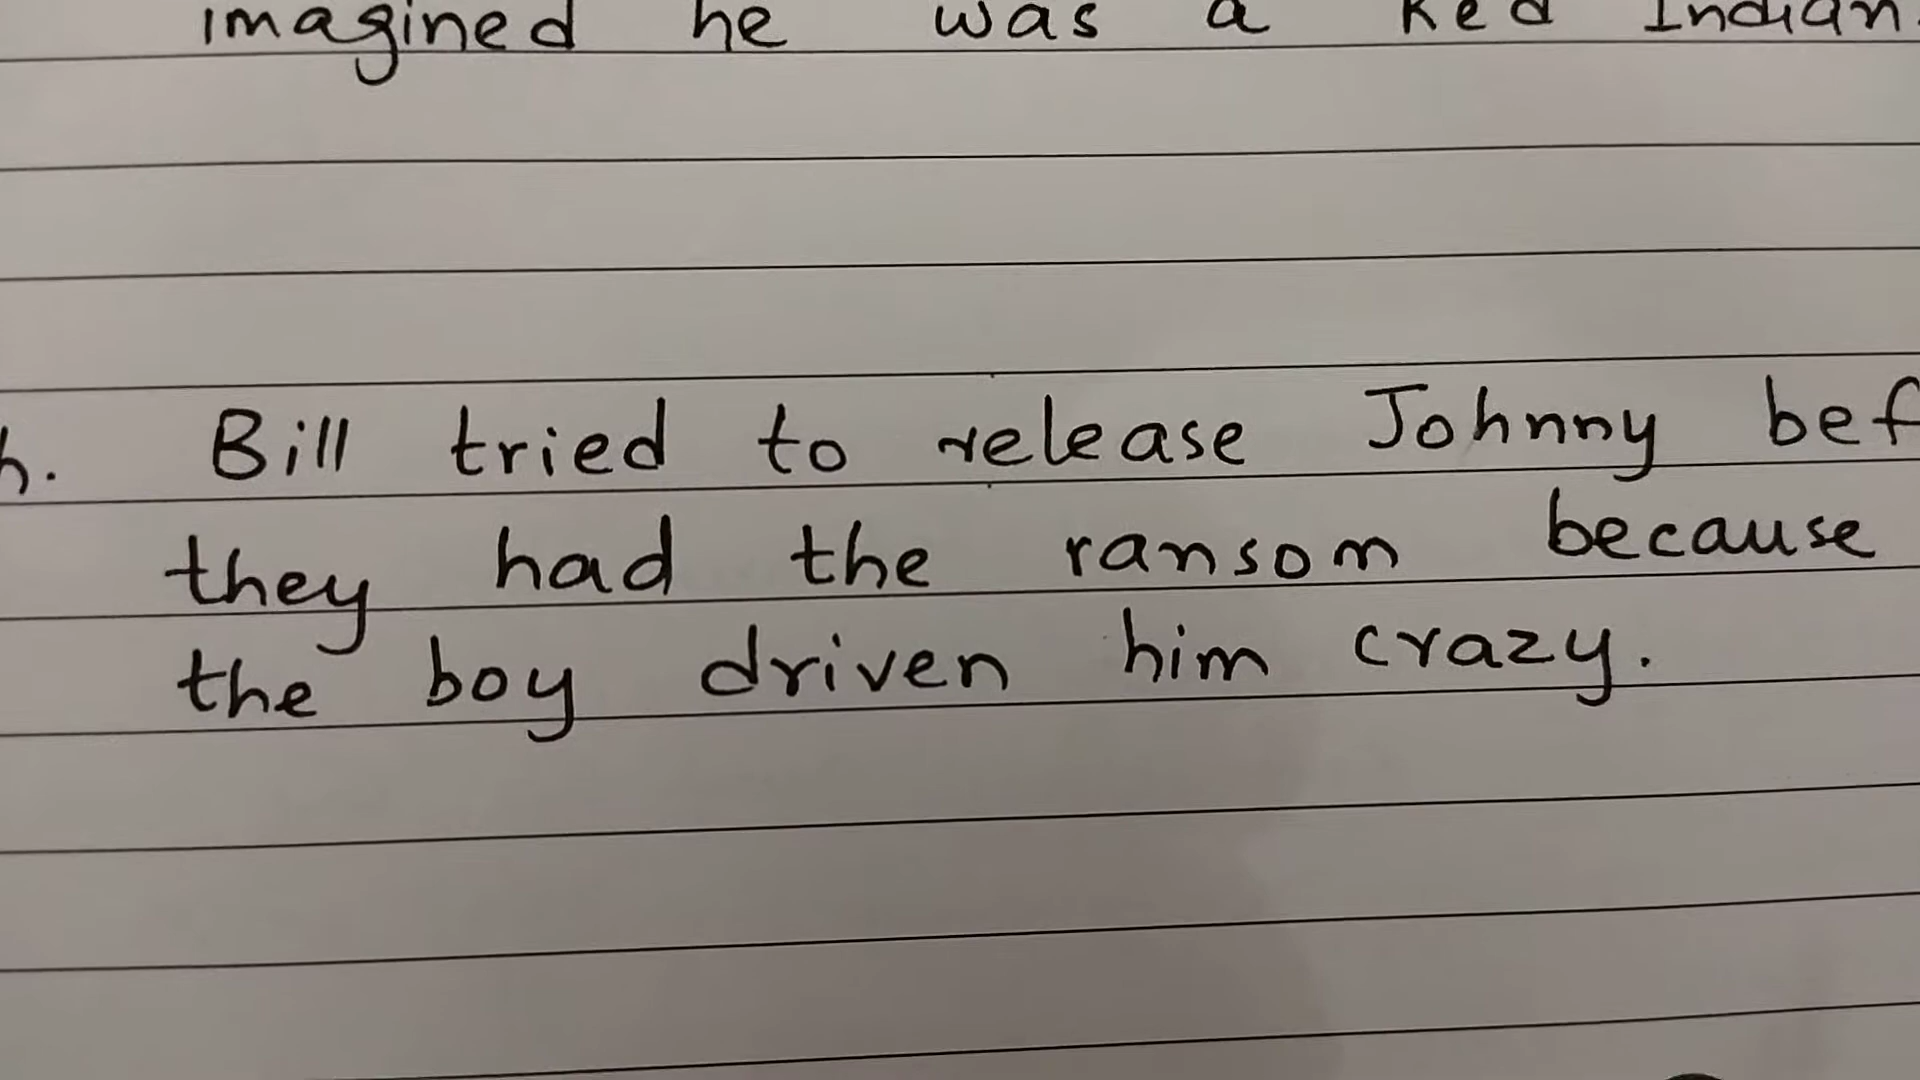 imagined he was a Red Indian.
h. Bill tried to release Johnny bef
they had the ransom because
the boy driven him crazy.